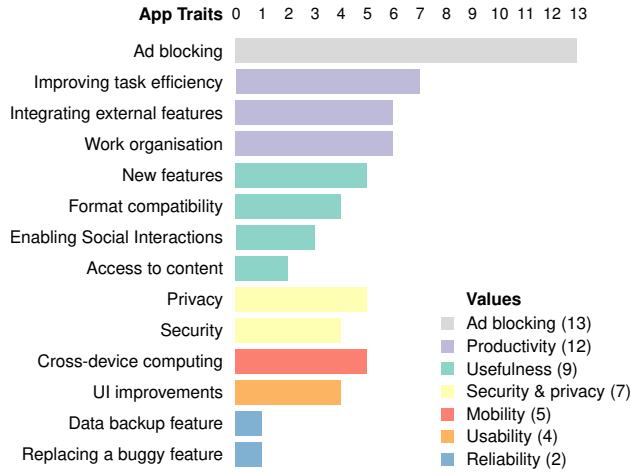 App Traits 0 1 2 3 4 5 6 7 8 9 10 11 12 13
Ad blocking
Improving task efficiency
Integrating external features
Work organisation
New features
Format compatibility
Enabling Social Interactions
Access to content
Privacy
Security
Cross-device computing
UI improvements
Data backup feature
Replacing a buggy feature
Values
Ad blocking (13)
Productivity (12)
Usefulness (9)
Security & privacy (7)
Mobility (5)
Usability (4)
Reliability (2)